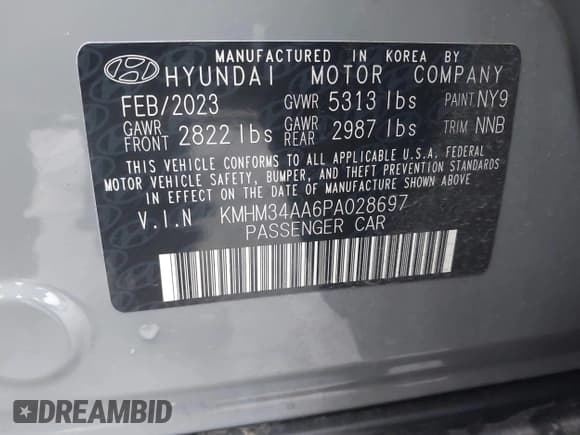 MANUFACTURED IN KOREA BY
HYUNDAI MOTOR COMPANY
FEB/2023 GVWR 5313 lbs PAINT NY9
GAWR FRONT 2822 lbs GAWR REAR 2987 lbs TRIM NNB
THIS VEHICLE CONFORMS TO ALL APPLICABLE U.S.A. FEDERAL
MOTOR VEHICLE SAFETY, BUMPER, AND THEFT PREVENTION STANDARDS
IN EFFECT ON THE DATE OF MANUFACTURE SHOWN ABOVE
V.I.N KMHM34AA6PA028697
PASSENGER CAR
DREAMBID